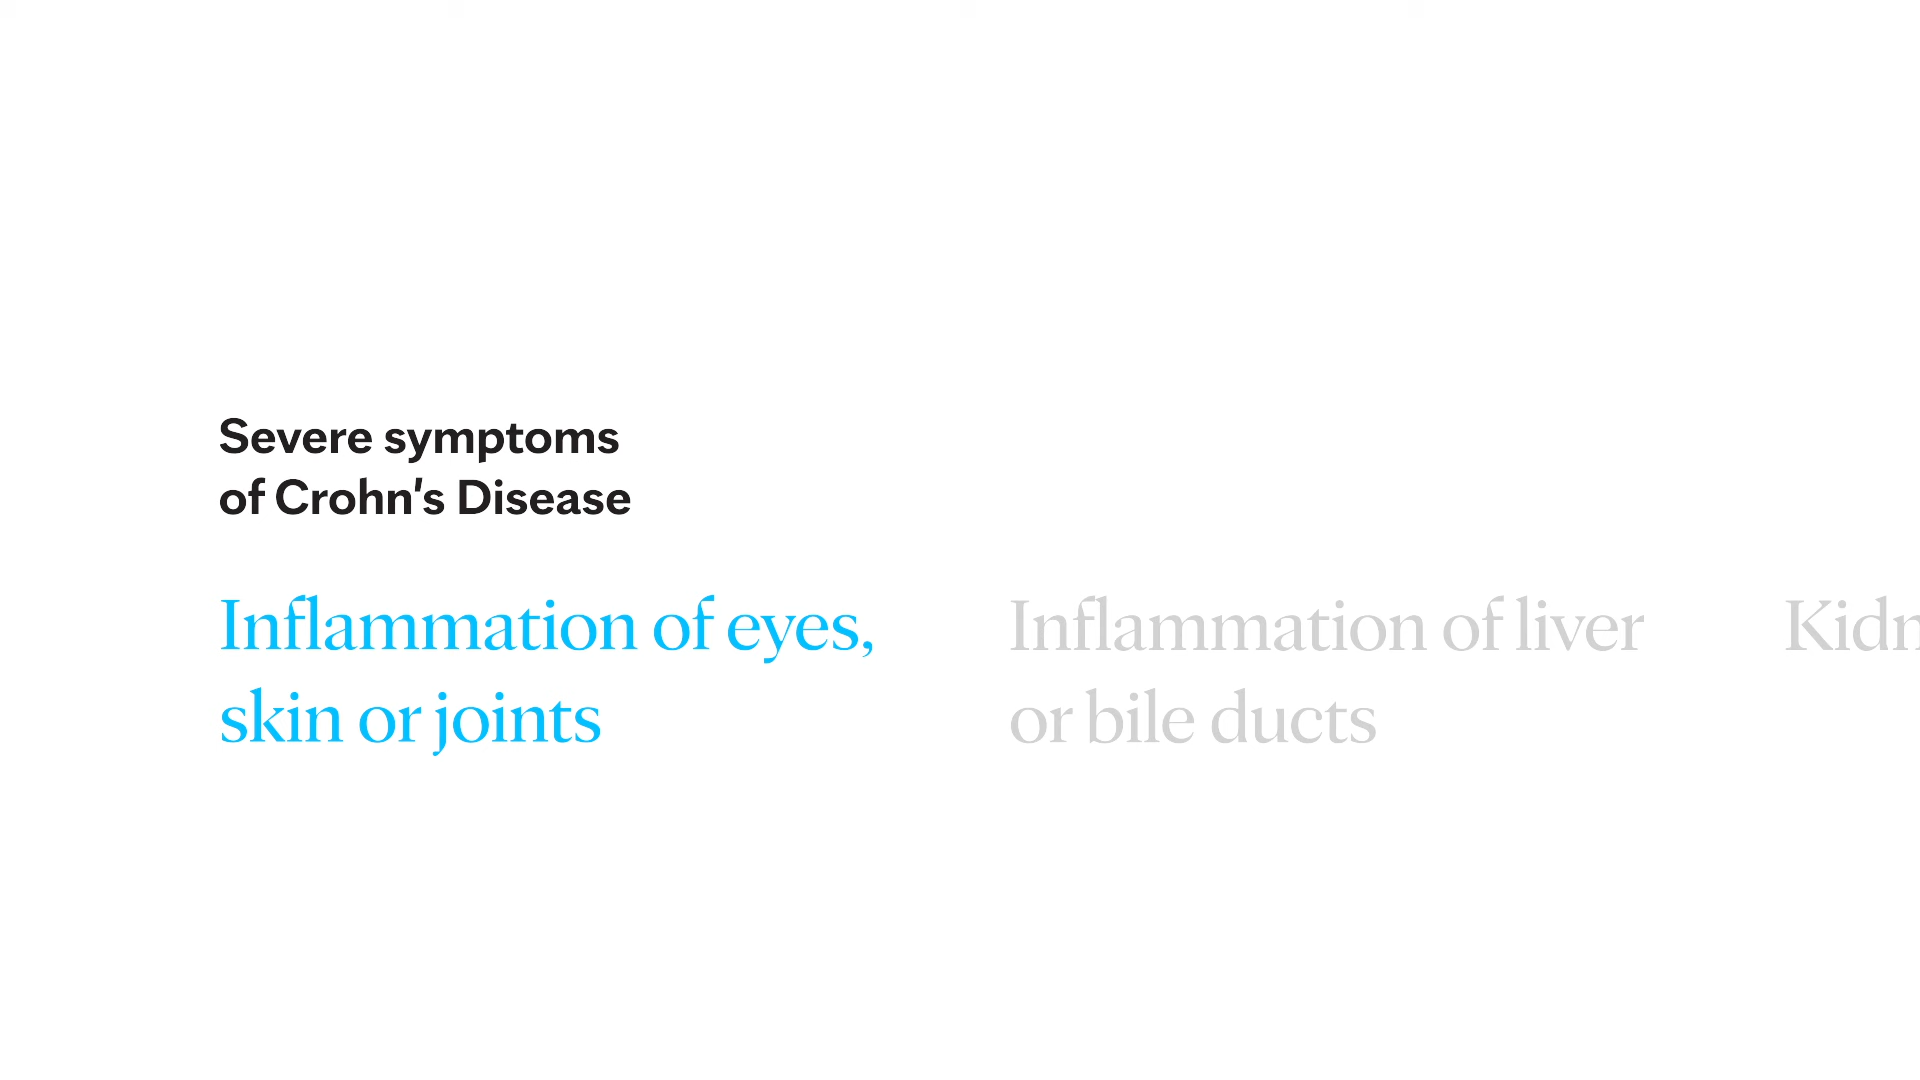 Severe symptoms
of Crohn's Disease
Inflammation of eyes,
skin or joints
Inflammation of liver
or bile ducts